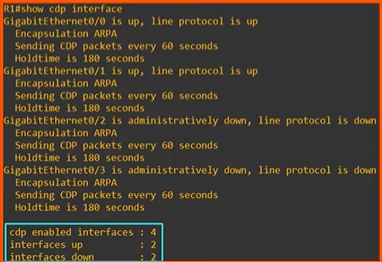 R1#show cdp interface
GigabitEthernet0/0 is up, line protocol is up
  Encapsulation ARPA
  Sending CDP packets every 60 seconds
  Holdtime is 180 seconds
GigabitEthernet0/1 is up, line protocol is up
  Encapsulation ARPA
  Sending CDP packets every 60 seconds
  Holdtime is 180 seconds
GigabitEthernet0/2 is administratively down, line protocol is down
  Encapsulation ARPA
  Sending CDP packets every 60 seconds
  Holdtime is 180 seconds
GigabitEthernet0/3 is administratively down, line protocol is down
  Encapsulation ARPA
  Sending CDP packets every 60 seconds
  Holdtime is 180 seconds
cdp enabled interfaces : 4
interfaces up          : 2
interfaces down        : 2